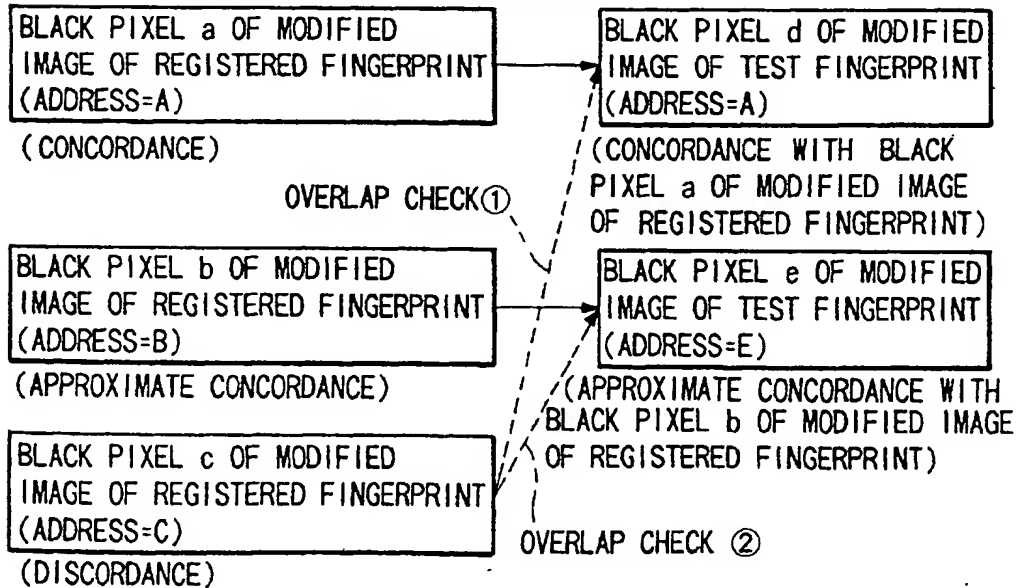 BLACK PIXEL a OF MODIFIED
IMAGE OF REGISTERED FINGERPRINT
(ADDRESS=A)
(CONCORDANCE)
BLACK PIXEL d OF MODIFIED
IMAGE OF TEST FINGERPRINT
(ADDRESS=A)
(CONCORDANCE WITH BLACK
PIXEL a OF MODIFIED IMAGE
OF REGISTERED FINGERPRINT)
OVERLAP CHECK①
BLACK PIXEL b OF MODIFIED
IMAGE OF REGISTERED FINGERPRINT
(ADDRESS=B)
(APPROXIMATE CONCORDANCE)
BLACK PIXEL e OF MODIFIED
IMAGE OF TEST FINGERPRINT
(ADDRESS=E)
(APPROXIMATE CONCORDANCE WITH
BLACK PIXEL b OF MODIFIED IMAGE
OF REGISTERED FINGERPRINT)
BLACK PIXEL c OF MODIFIED
IMAGE OF REGISTERED FINGERPRINT
(ADDRESS=C)
(DISCORDANCE)
OVERLAP CHECK ②